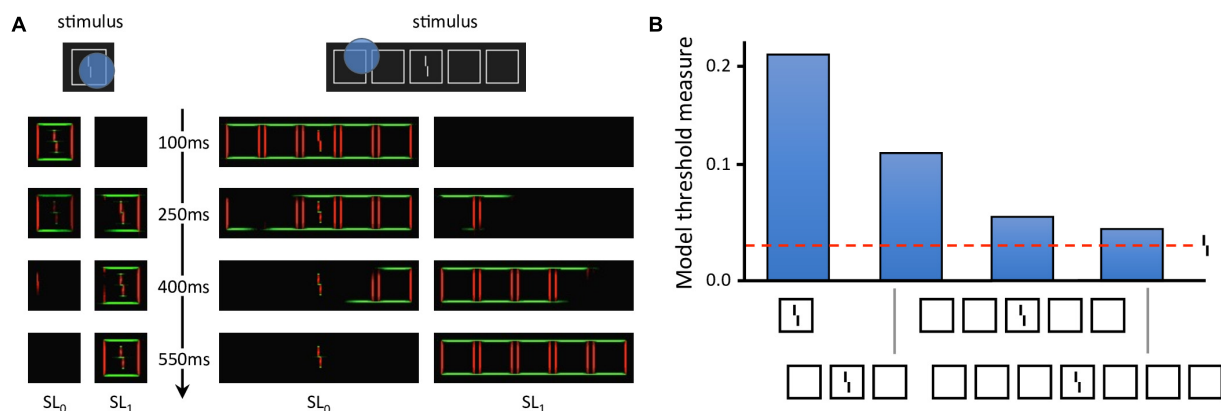 A
stimulus
stimulus
100ms
250ms
400ms
550ms
SL₀
SL₁
SL₀
SL₁
B
Model threshold measure
0.2
0.1
0.0